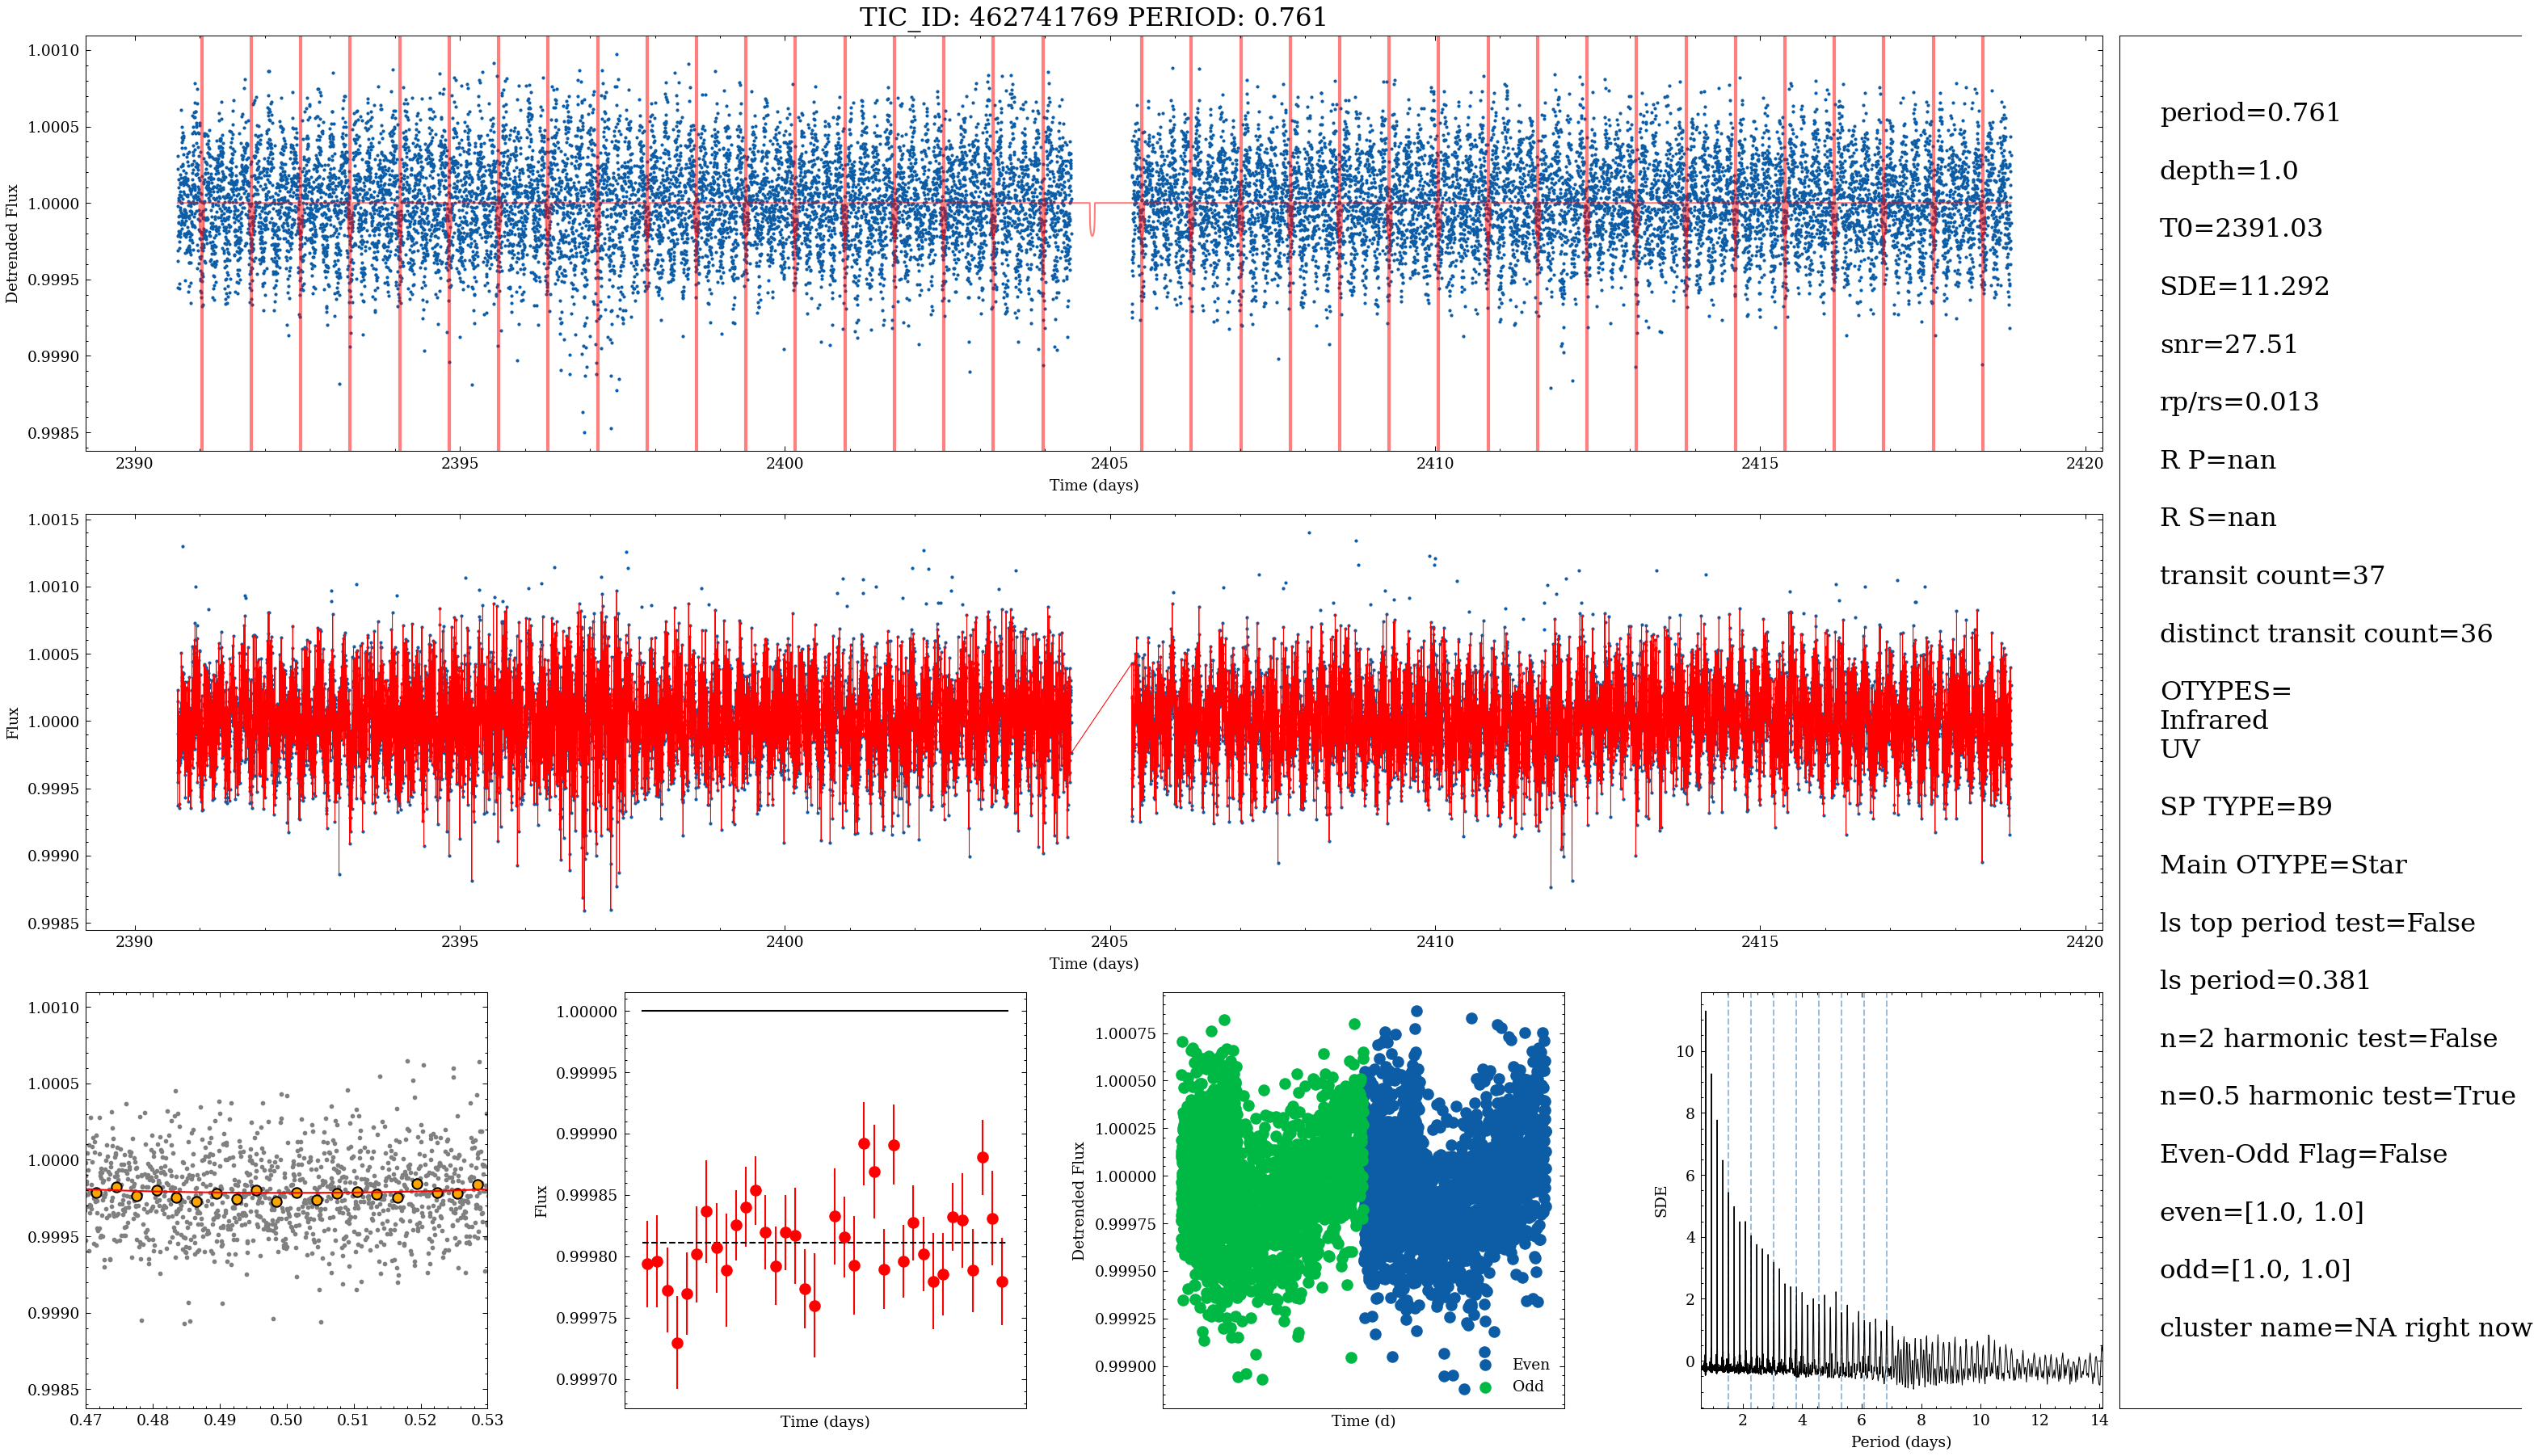 TIC_ID: 462741769 PERIOD: 0.761
1.0010
1.0005
1.0000
0.9995
0.9990
0.9985
Detrended Flux
2390 2395 2400 2405 2410 2415 2420
Time (days)
1.0015
1.0010
1.0005
1.0000
0.9995
0.9990
0.9985
Flux
2390 2395 2400 2405 2410 2415 2420
Time (days)
1.0010
1.0005
1.0000
0.9995
0.9990
0.9985
0.47 0.48 0.49 0.50 0.51 0.52 0.53
1.00000
0.99995
0.99990
0.99985
0.99980
0.99975
0.99970
Flux
Time (days)
1.00075
1.00050
1.00025
1.00000
0.99975
0.99950
0.99925
0.99900
Detrended Flux
Even
Odd
Time (d)
10
8
6
4
2
0
SDE
2 4 6 8 10 12 14
Period (days)
period=0.761
depth=1.0
T0=2391.03
SDE=11.292
snr=27.51
rp/rs=0.013
R P=nan
R S=nan
transit count=37
distinct transit count=36
OTYPES=
Infrared
UV
SP TYPE=B9
Main OTYPE=Star
ls top period test=False
ls period=0.381
n=2 harmonic test=False
n=0.5 harmonic test=True
Even-Odd Flag=False
even=[1.0, 1.0]
odd=[1.0, 1.0]
cluster name=NA right now